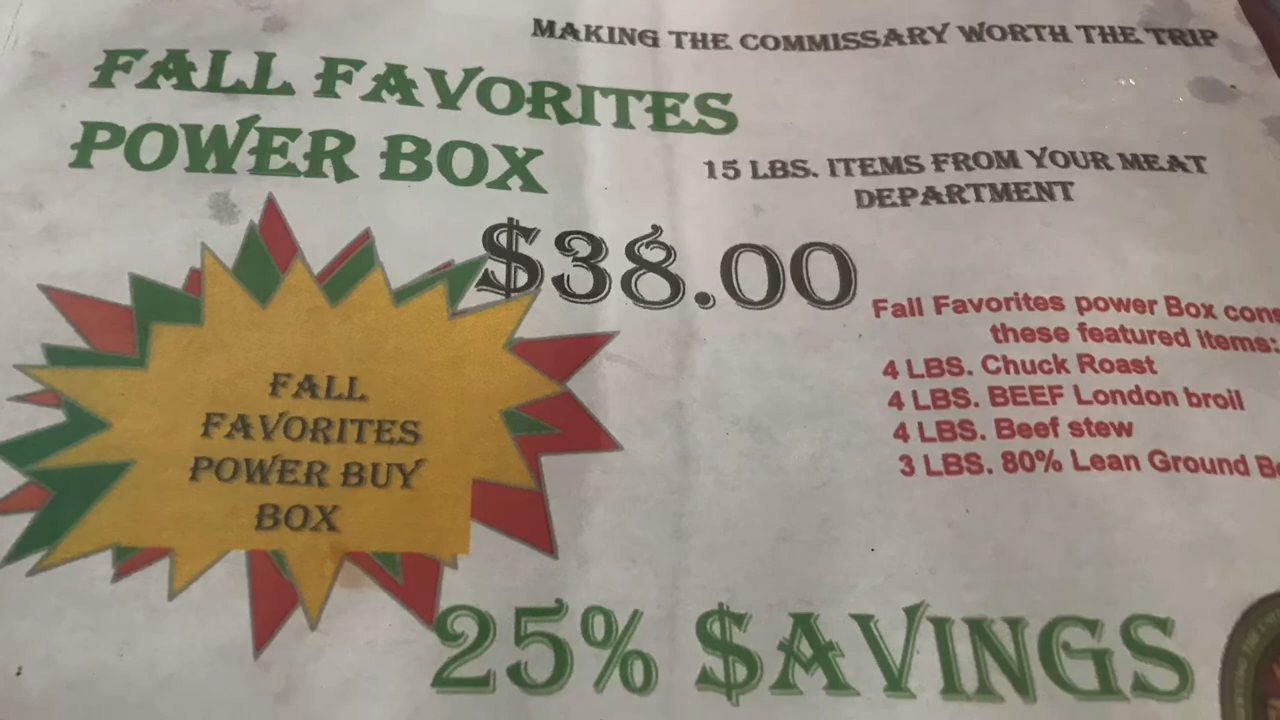 MAKING THE COMMISSARY WORTH THE TRIP
FALL FAVORITES
POWER BOX
15 LBS. ITEMS FROM YOUR MEAT
DEPARTMENT
$38.00
Fall Favorites power Box
these featured items:
4 LBS. Chuck Roast
4 LBS. BEEF London broil
4 LBS. Beef stew
3 LBS. 80% Lean Ground
FALL
FAVORITES
POWER BUY
BOX
25% $AVINGS